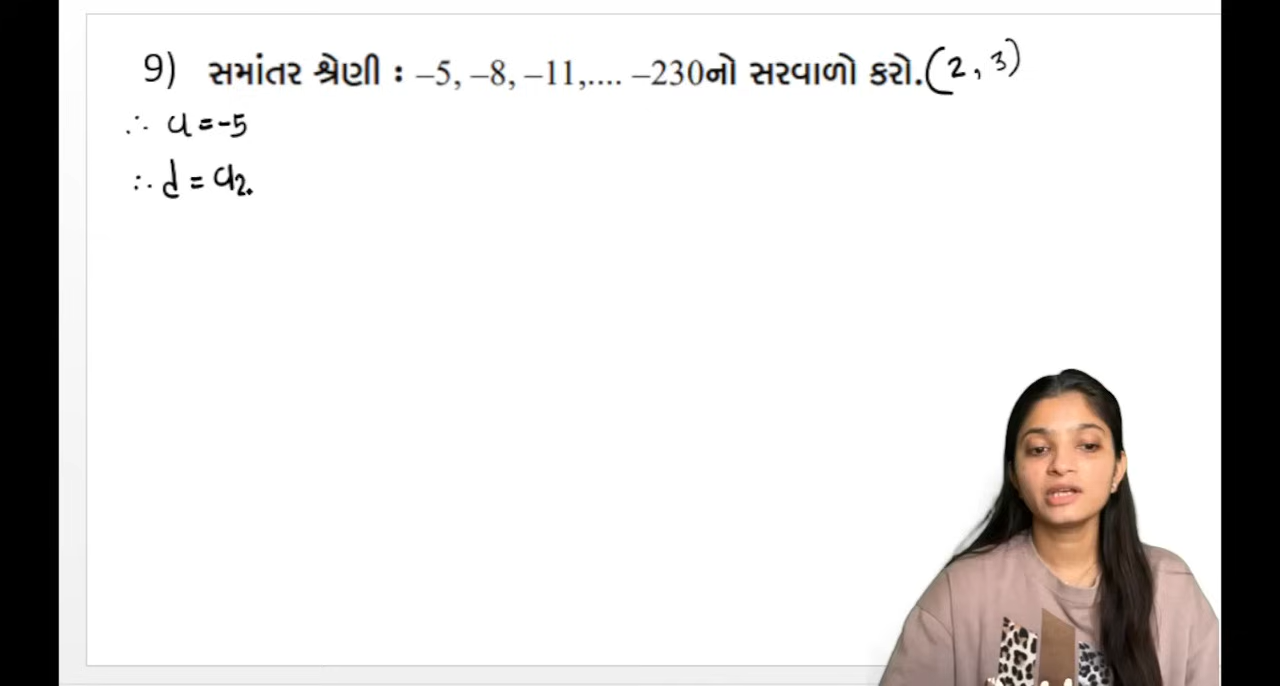 9) સમાંતર શ્રેણી : –5, –8, –11,.... –230નો સરવાળો કરો.(2, 3)
∴ a = -5
∴ d = a2.